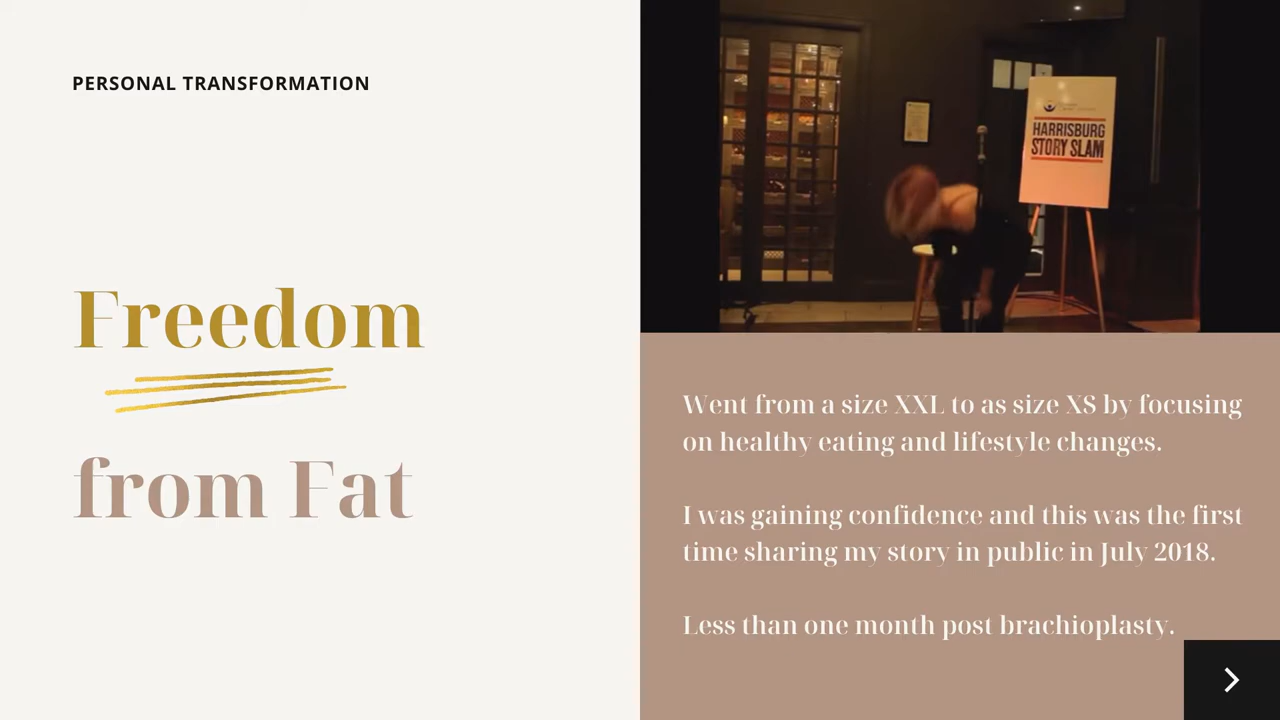 PERSONAL TRANSFORMATION
Freedom
from Fat
HARRISBURG
STORY SLAM
Went from a size XXL to as size XS by focusing
on healthy eating and lifestyle changes.
I was gaining confidence and this was the first
time sharing my story in public in July 2018.
Less than one month post brachioplasty.